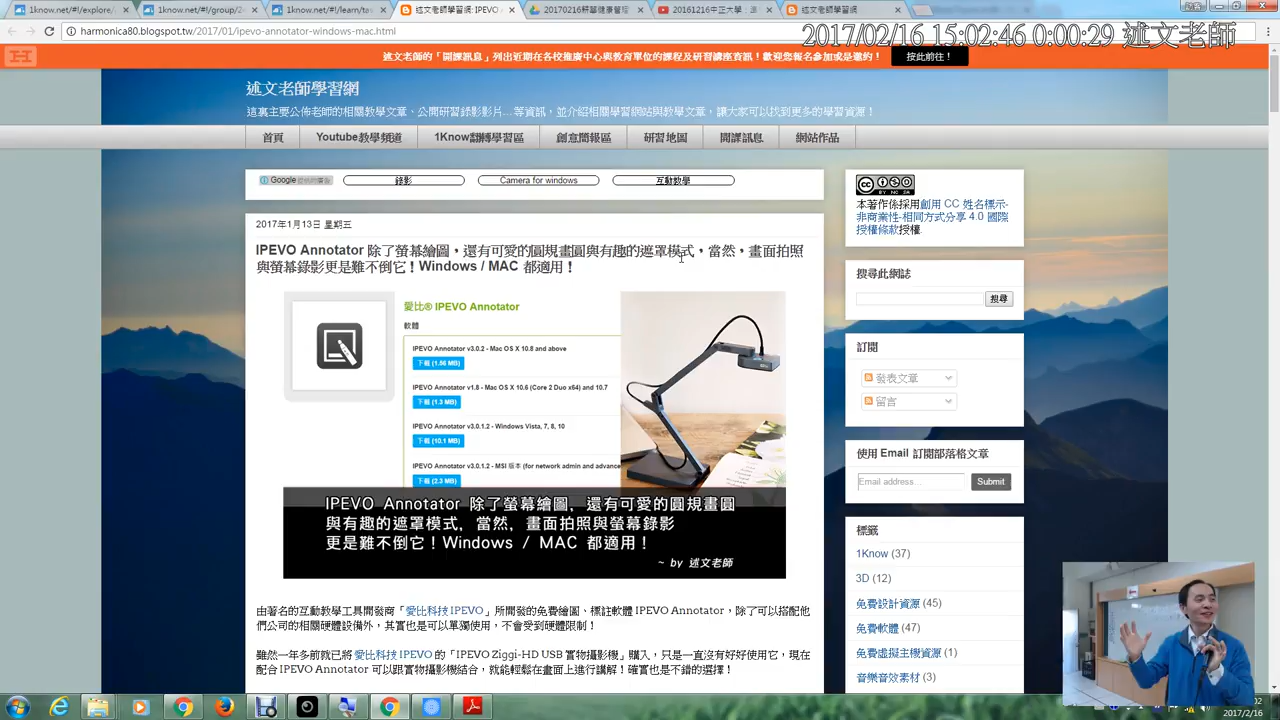 1know.net/#!/explore/
1know.net/#!/group/2
1know.net/#!/learn/ta
述文老師學習網: IPEVO A
20170216耕莘健康管理
20161216中正大學:
述文老師學習網
harmonica80.blogspot.tw/2017/01/ipevo-annotator-windows-mac.html
2017/02/16 15:02:46 0:00:29 述文老師
述文老師的「開課訊息」列出近期在各校推廣中心與教育單位的課程及研習講座資訊！歡迎您報名參加或是邀約！
按此前往！
述文老師學習網
這裏主要公佈老師的相關教學文章、公開研習錄影影片...等資訊，並介紹相關學習網站與教學文章，讓大家可以找到更多的學習資源！
首頁
Youtube教學頻道
1Know翻轉學習區
創意簡報區
研習地圖
開課訊息
網站作品
Google
錄影
Camera for windows
互動教學
2017年1月13日 星期三
IPEVO Annotator 除了螢幕繪圖，還有可愛的圓規畫圓與有趣的遮罩模式，當然，畫面拍照
與螢幕錄影更是難不倒它！Windows / MAC 都適用！
愛比® IPEVO Annotator
軟體
IPEVO Annotator v3.0.2 - Mac OS X 10.8 and above
下載 (1.56 MB)
IPEVO Annotator v1.8 - Mac OS X 10.6 (Core 2 Duo x64) and 10.7
下載 (1.3 MB)
IPEVO Annotator v3.0.1.2 - Windows Vista, 7, 8, 10
下載 (10.1 MB)
IPEVO Annotator v3.0.1.2 - MSI 版本 (for network admin and advance
下載 (2.3 MB)
IPEVO Annotator 除了螢幕繪圖，還有可愛的圓規畫圓
與有趣的遮罩模式，當然，畫面拍照與螢幕錄影
更是難不倒它！Windows / MAC 都適用！
~ by 述文老師
由著名的互動教學工具開發商「愛比科技 IPEVO」所開發的免費繪圖、標註軟體 IPEVO Annotator，除了可以搭配他
們公司的相關硬體設備外，其實也是可以單獨使用，不會受到硬體限制！
雖然一年多前就已將 愛比科技 IPEVO 的「IPEVO Ziggi-HD USB 實物攝影機」購入，只是一直沒有好好使用它，現在
配合 IPEVO Annotator 可以跟實物攝影機結合，就能輕鬆在畫面上進行講解！確實也是不錯的選擇！
cc
BY NC SA
本著作係採用創用 CC 姓名標示-
非商業性-相同方式分享 4.0 國際
授權條款授權.
搜尋此網誌
搜尋
訂閱
發表文章
留言
使用 Email 訂閱部落格文章
Email address...
Submit
標籤
1Know (37)
3D (12)
免費設計資源 (45)
免費軟體 (47)
免費虛擬主機資源 (1)
音樂音效素材 (3)
2017/2/16